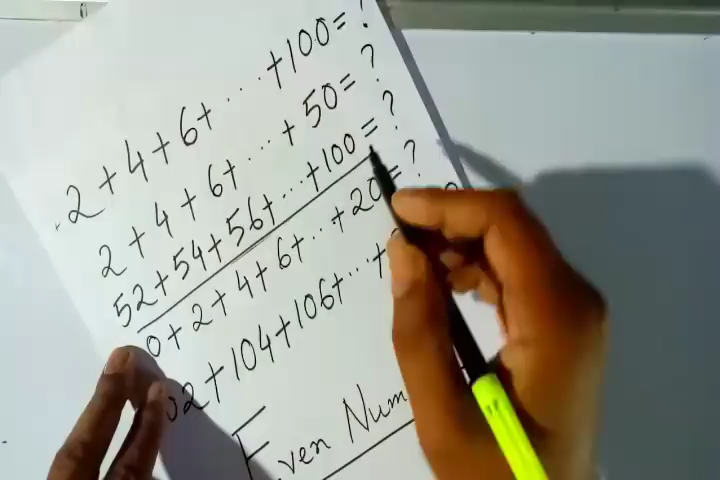 2+4+6+ ... +100= ?
2+4+6+ ... + 50= ?
52+54+56+ ... +100= ?
0+2+4+6+ ... +20= ?
02+104+106+ ... +
Even Num